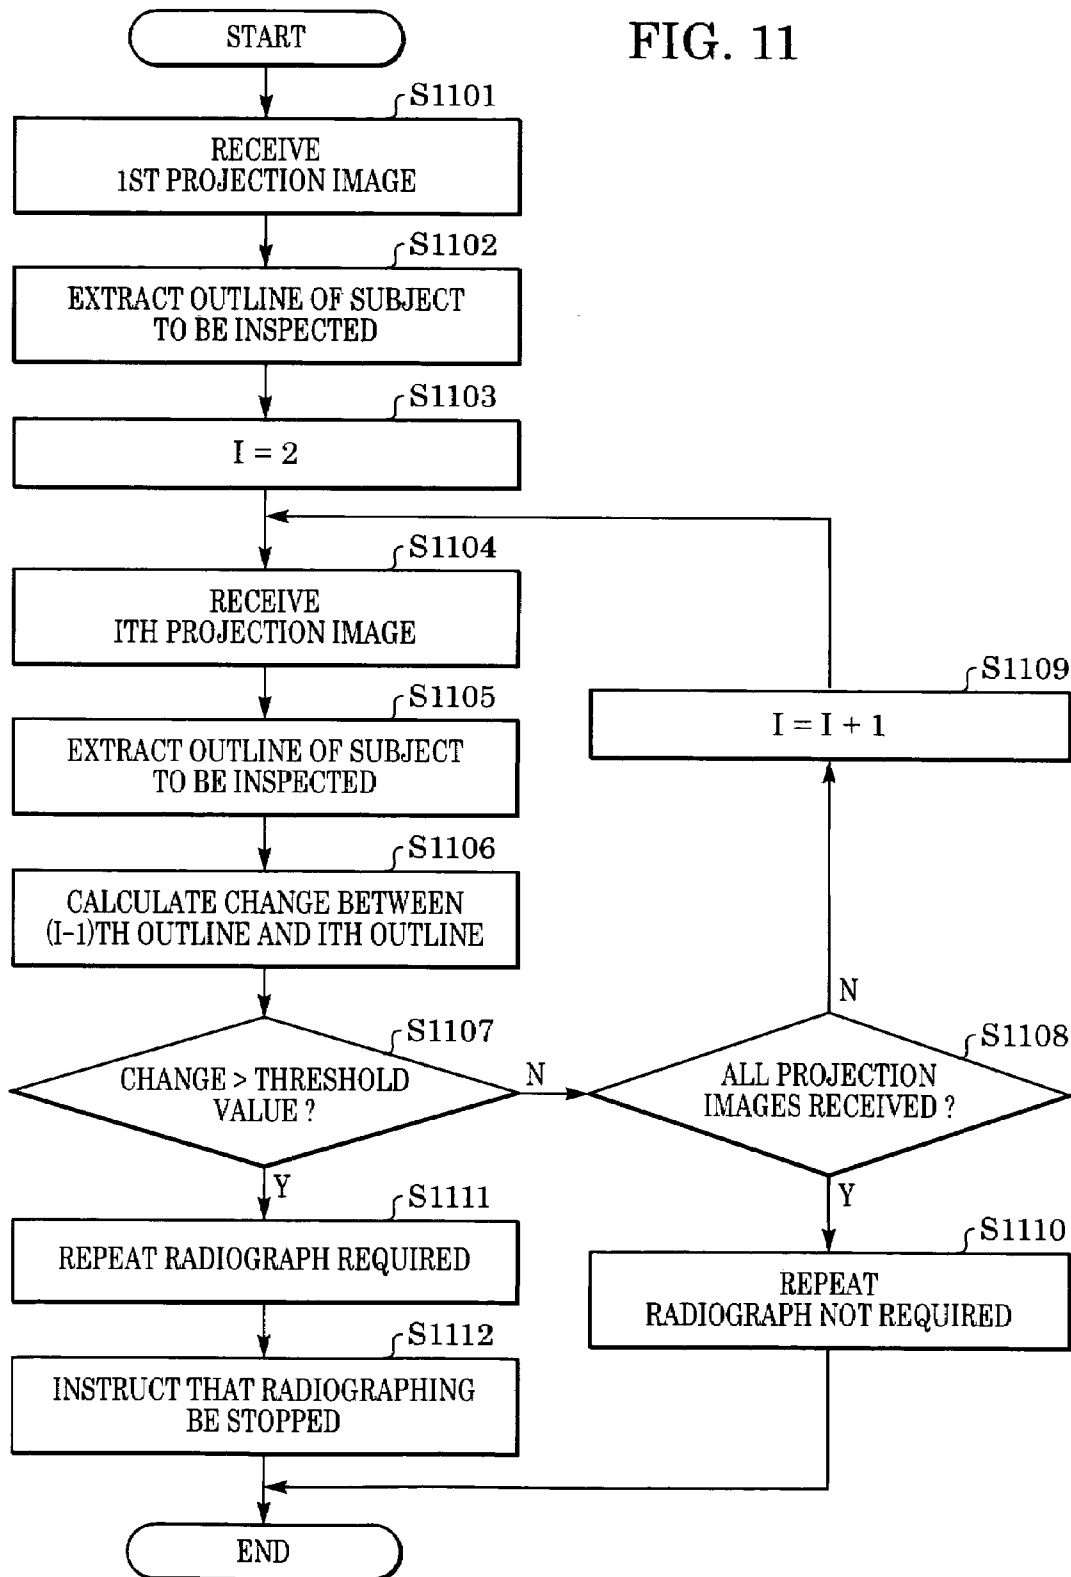 FIG. 11
START
S1101
RECEIVE
1ST PROJECTION IMAGE
S1102
EXTRACT OUTLINE OF SUBJECT
TO BE INSPECTED
S1103
I = 2
S1104
RECEIVE
ITH PROJECTION IMAGE
S1105
EXTRACT OUTLINE OF SUBJECT
TO BE INSPECTED
S1106
CALCULATE CHANGE BETWEEN
(I-1)TH OUTLINE AND ITH OUTLINE
S1107
CHANGE > THRESHOLD
VALUE ?
N
Y
S1108
ALL PROJECTION
IMAGES RECEIVED ?
N
Y
S1109
I = I + 1
S1110
REPEAT
RADIOGRAPH NOT REQUIRED
S1111
REPEAT RADIOGRAPH REQUIRED
S1112
INSTRUCT THAT RADIOGRAPHING
BE STOPPED
END